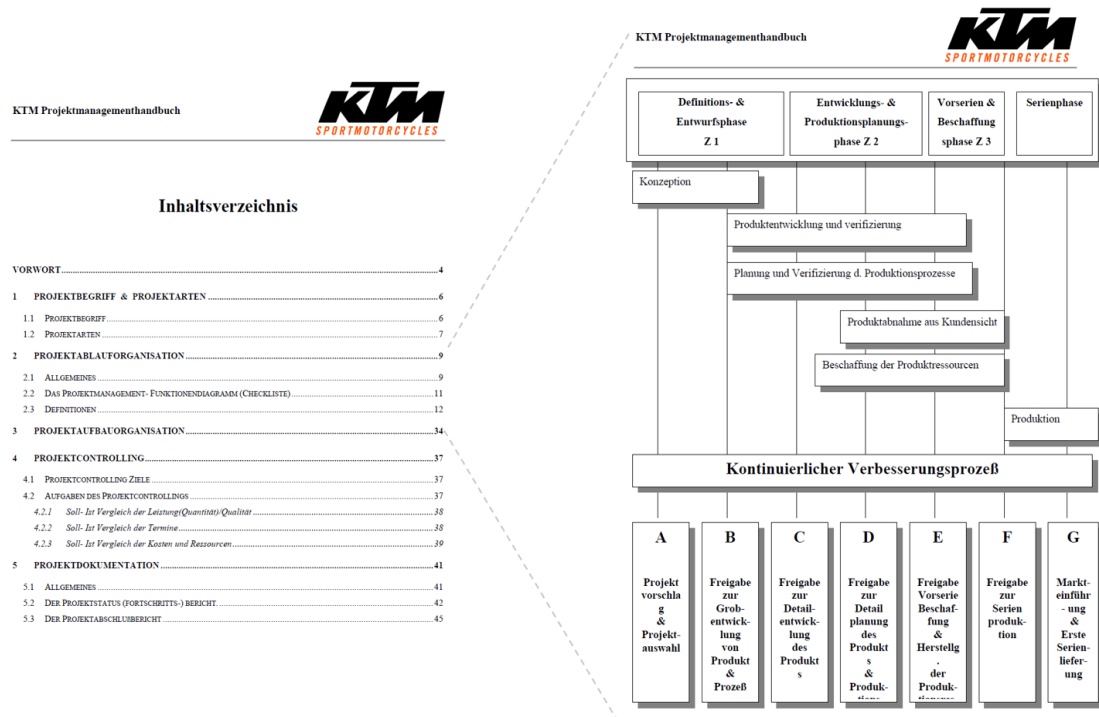 KTM Projektmanagementhandbuch
KTM
SPORTMOTORCYCLES
Inhaltsverzeichnis
VORWORT 4
1 PROJEKTBEGRIFF & PROJEKTARTEN 6
1.1 PROJEKTBEGRIFF 6
1.2 PROJEKTARTEN 7
2 PROJEKTABLAUFORGANISATION 9
2.1 ALLGEMEINES 9
2.2 DAS PROJEKTMANAGEMENT- FUNKTIONENDIAGRAMM (CHECKLISTE) 11
2.3 DEFINITIONEN 12
3 PROJEKTAUFBAUORGANISATION 34
4 PROJEKTCONTROLLING 37
4.1 PROJEKTCONTROLLING ZIELE 37
4.2 AUFGABEN DES PROJEKTCONTROLLINGS 37
4.2.1 Soll- Ist Vergleich der Leistung(Quantität)/Qualität 38
4.2.2 Soll- Ist Vergleich der Termine 38
4.2.3 Soll- Ist Vergleich der Kosten und Ressourcen 39
5 PROJEKTDOKUMENTATION 41
5.1 ALLGEMEINES 41
5.2 DER PROJEKTSTATUS (FORTSCHRITTS-) BERICHT 42
5.3 DER PROJEKTABSCHLUßBERICHT 45
KTM Projektmanagementhandbuch
KTM
SPORTMOTORCYCLES
Definitions- &
Entwurfsphase
Z 1
Entwicklungs- &
Produktionsplanungs-
phase Z 2
Vorserien &
Beschaffung
sphase Z 3
Serienphase
Konzeption
Produktentwicklung und verifizierung
Planung und Verifizierung d. Produktionsprozesse
Produktabnahme aus Kundensicht
Beschaffung der Produktressourcen
Produktion
Kontinuierlicher Verbesserungsprozeß
A
Projekt
vorschla
g
&
Projekt-
auswahl
B
Freigabe
zur
Grob-
entwick-
lung
von
Produkt
&
Prozeß
C
Freigabe
zur
Detail-
entwick-
lung
des
Produkt
s
D
Freigabe
zur
Detail
planung
des
Produkt
s
&
Produk-
E
Freigabe
Vorserie
Beschaf-
fung
&
Herstellg
.
der
Produk-
F
Freigabe
zur
Serien
produk-
tion
G
Markt-
einführ
- ung
&
Erste
Serien-
liefer-
ung